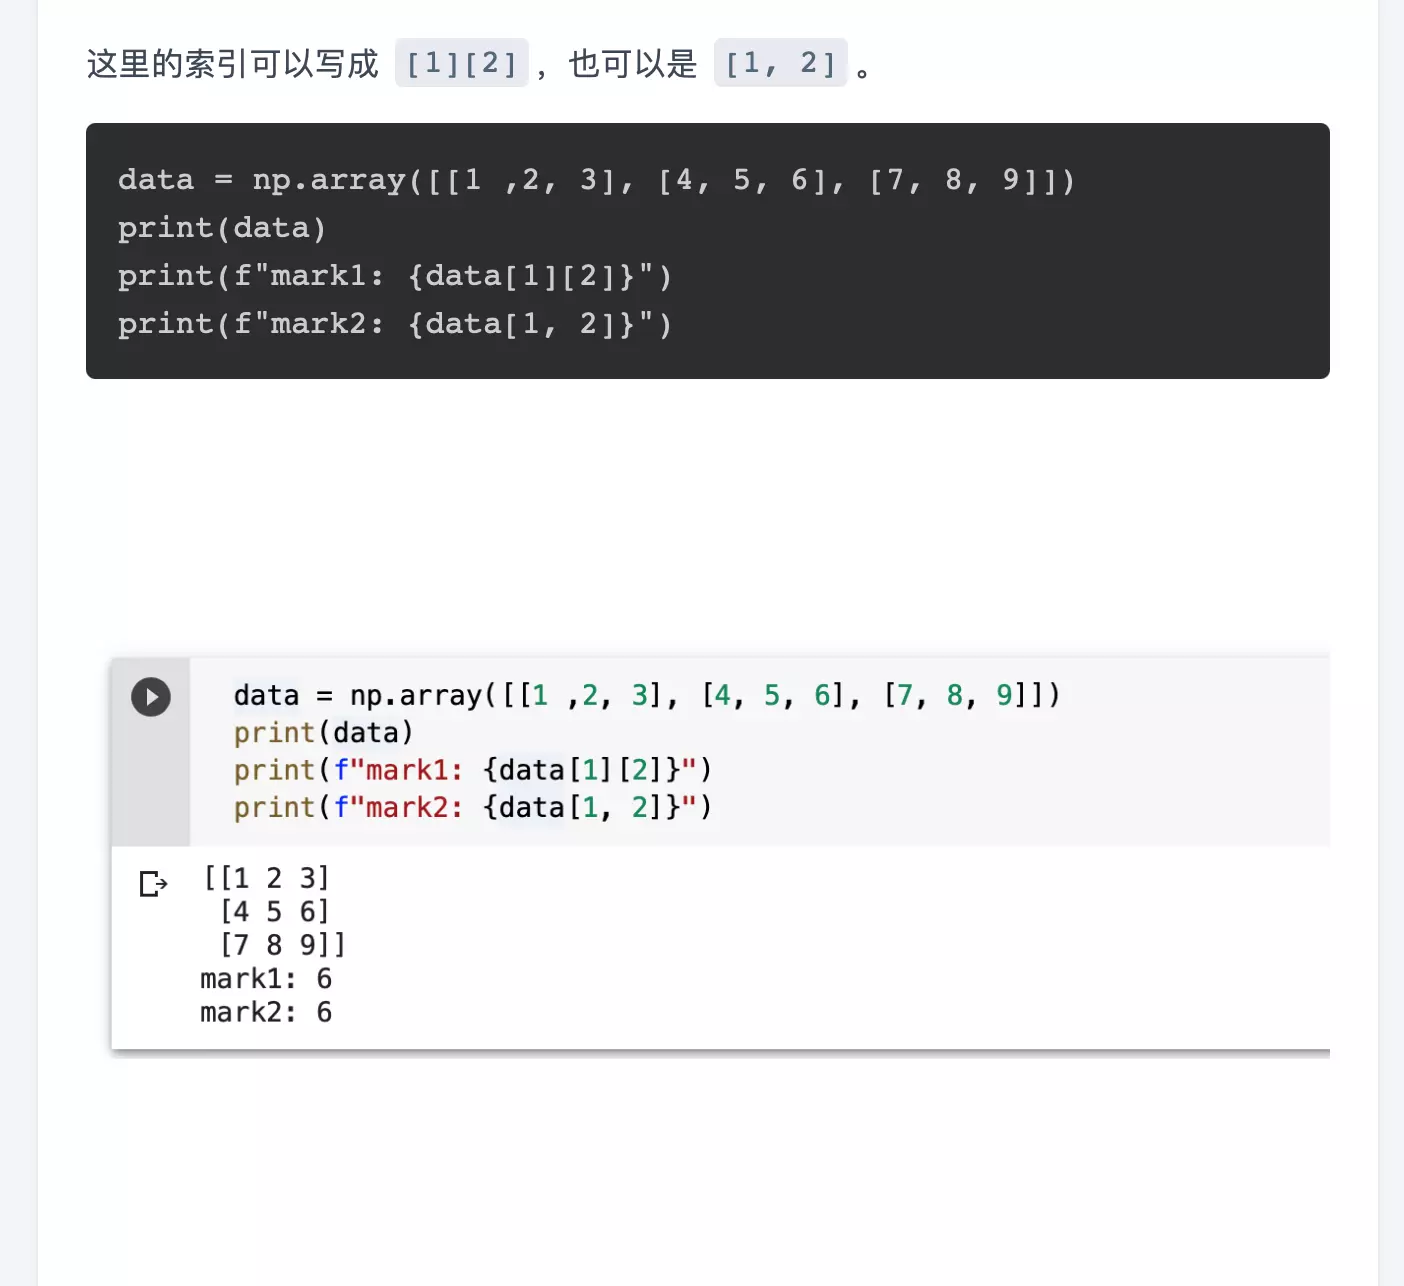 这里的索引可以写成 [1][2] ，也可以是 [1, 2] 。
data = np.array([[1 ,2, 3], [4, 5, 6], [7, 8, 9]])
print(data)
print(f"mark1: {data[1][2]}")
print(f"mark2: {data[1, 2]}")
data = np.array([[1 ,2, 3], [4, 5, 6], [7, 8, 9]])
print(data)
print(f"mark1: {data[1][2]}")
print(f"mark2: {data[1, 2]}")
[[1 2 3]
 [4 5 6]
 [7 8 9]]
mark1: 6
mark2: 6